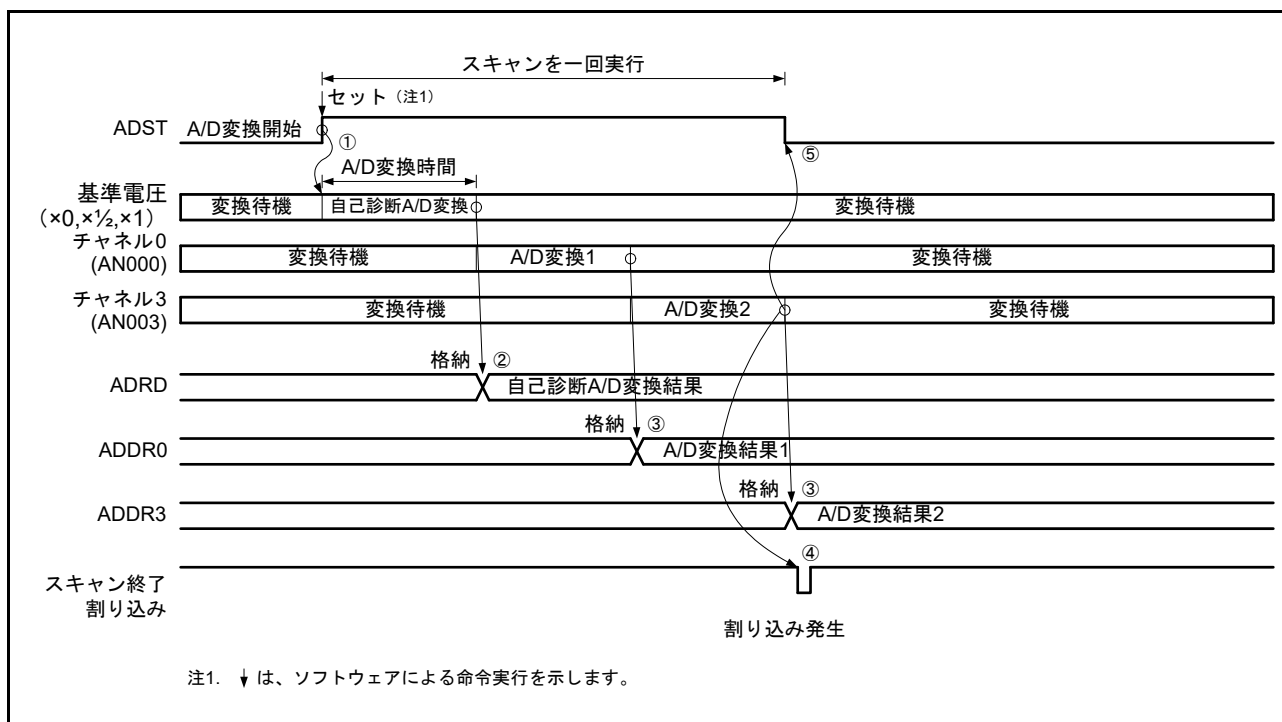 スキャンを一回実行
セット（注1）
ADST
A/D変換開始
①
⑤
A/D変換時間
基準電圧
（×0,×½,×1）
変換待機
自己診断A/D変換
変換待機
チャネル0
(AN000)
変換待機
A/D変換1
変換待機
チャネル3
(AN003)
変換待機
A/D変換2
変換待機
格納
②
ADRD
自己診断A/D変換結果
格納
③
ADDR0
A/D変換結果1
格納
③
ADDR3
A/D変換結果2
④
スキャン終了
割り込み
割り込み発生
注1. ↓ は、ソフトウェアによる命令実行を示します。